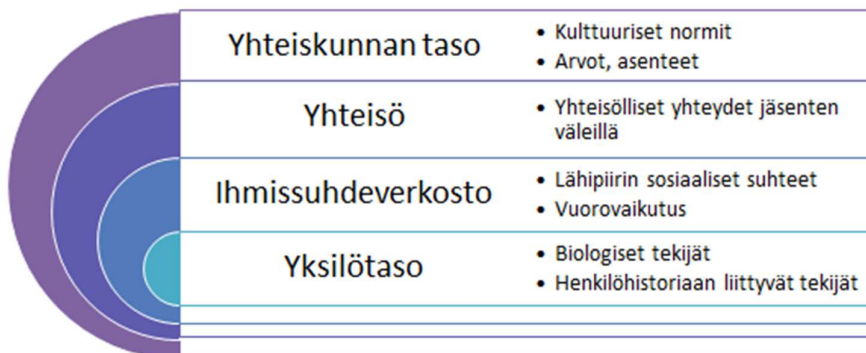 Yhteiskunnan taso
• Kulttuuriset normit
• Arvot, asenteet
Yhteisö
• Yhteisölliset yhteydet jäsenten
väleillä
Ihmissuhdeverkosto
• Lähipiirin sosiaaliset suhteet
• Vuorovaikutus
Yksilötaso
• Biologiset tekijät
• Henkilöhistoriaan liittyvät tekijät